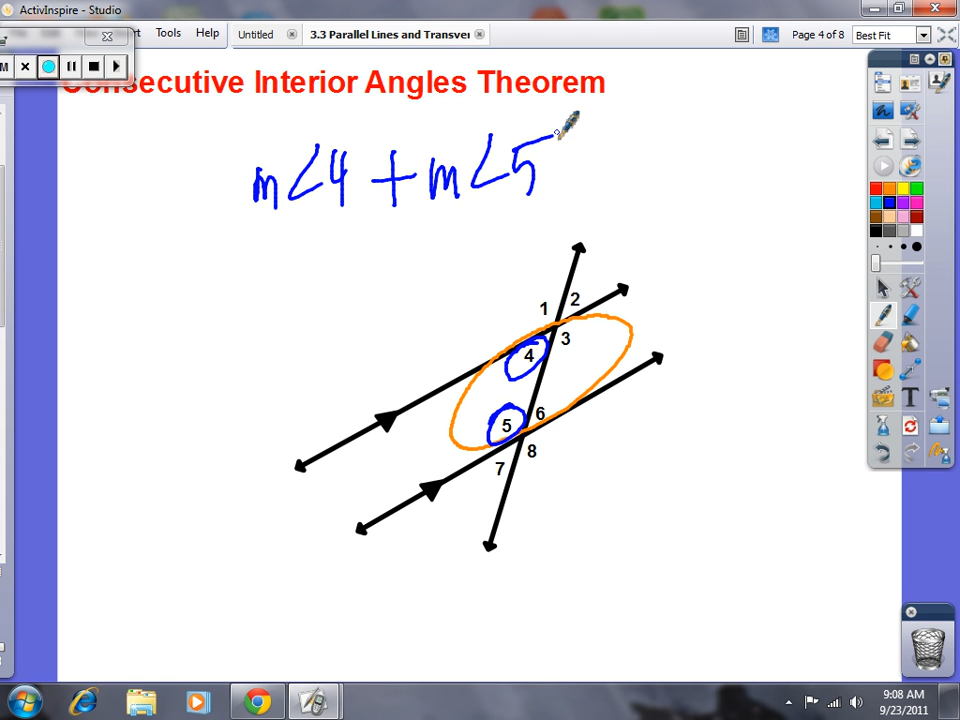 ActivInspire - Studio
Tools Help
Untitled
3.3 Parallel Lines and Transver
Page 4 of 8
Best Fit
M
Consecutive Interior Angles Theorem
m∠4 + m∠5
1
2
3
4
5
6
7
8
T
9:08 AM
9/23/2011